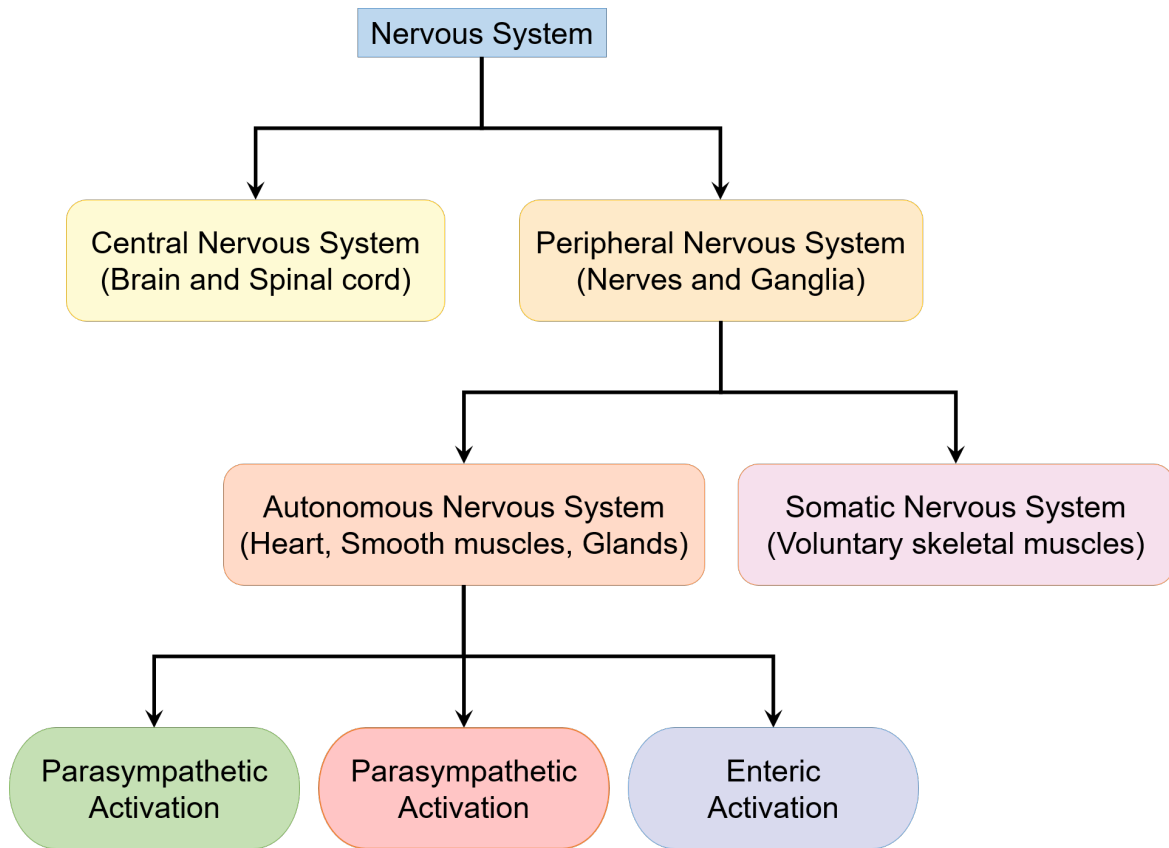 Nervous System
Central Nervous System
(Brain and Spinal cord)
Peripheral Nervous System
(Nerves and Ganglia)
Autonomous Nervous System
(Heart, Smooth muscles, Glands)
Somatic Nervous System
(Voluntary skeletal muscles)
Parasympathetic
Activation
Parasympathetic
Activation
Enteric
Activation